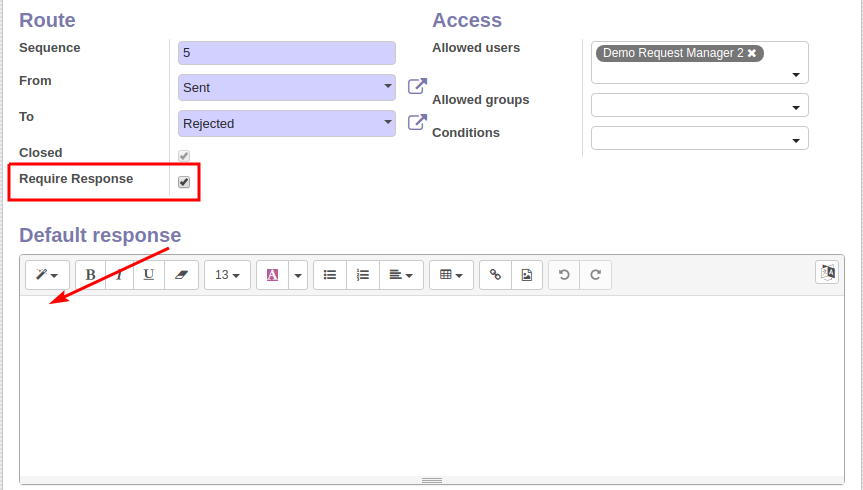 Route
Sequence
5
From
Sent
To
Rejected
Closed
Require Response
Access
Allowed users
Demo Request Manager 2 ✖
Allowed groups
Conditions
Default response
B I U 13 A